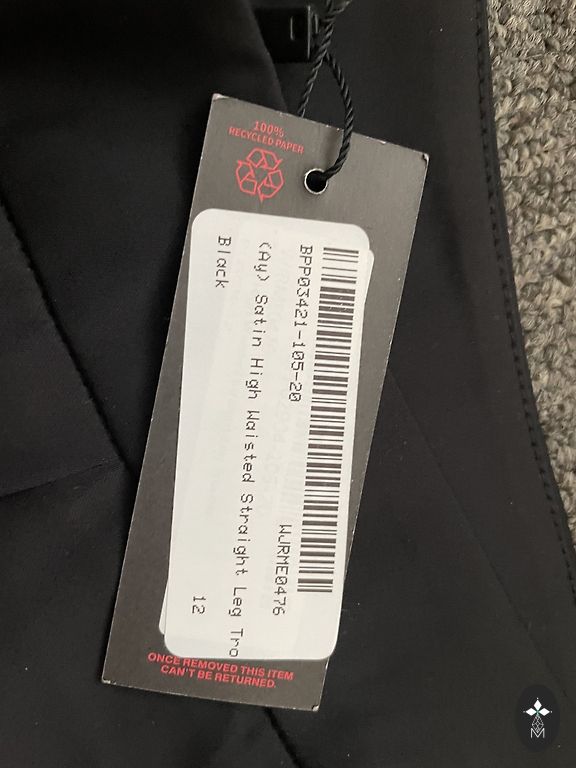 100%
RECYCLED PAPER
BPP03421-105-20
WJRME0476
(Ay) Satin High Waisted Straight Leg Tro
Black
12
ONCE REMOVED THIS ITEM
CAN'T BE RETURNED.
M